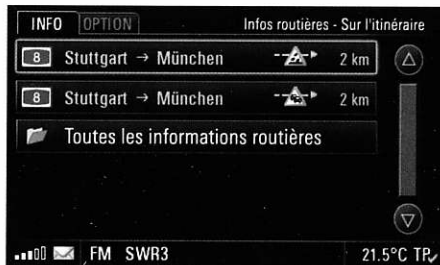 INFO OPTION Infos routières - Sur l'itinéraire
8 Stuttgart → München 2 km
8 Stuttgart → München 2 km
Toutes les informations routières
FM SWR3 21.5°C TP